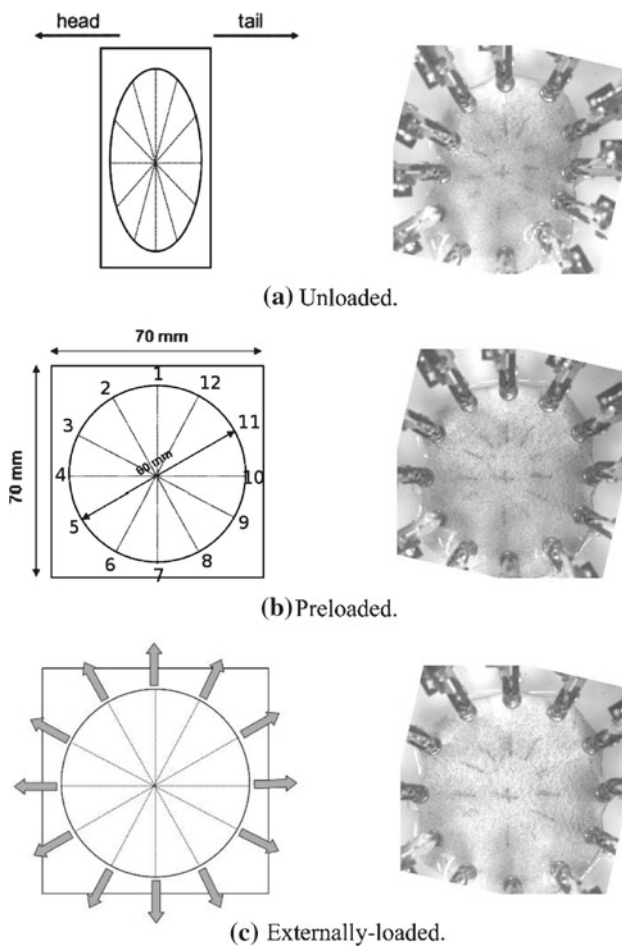 head tail
(a) Unloaded.
70 mm
70 mm
1
2 12
3 11
60 mm
4 10
5 9
6 8
7
(b) Preloaded.
(c) Externally-loaded.